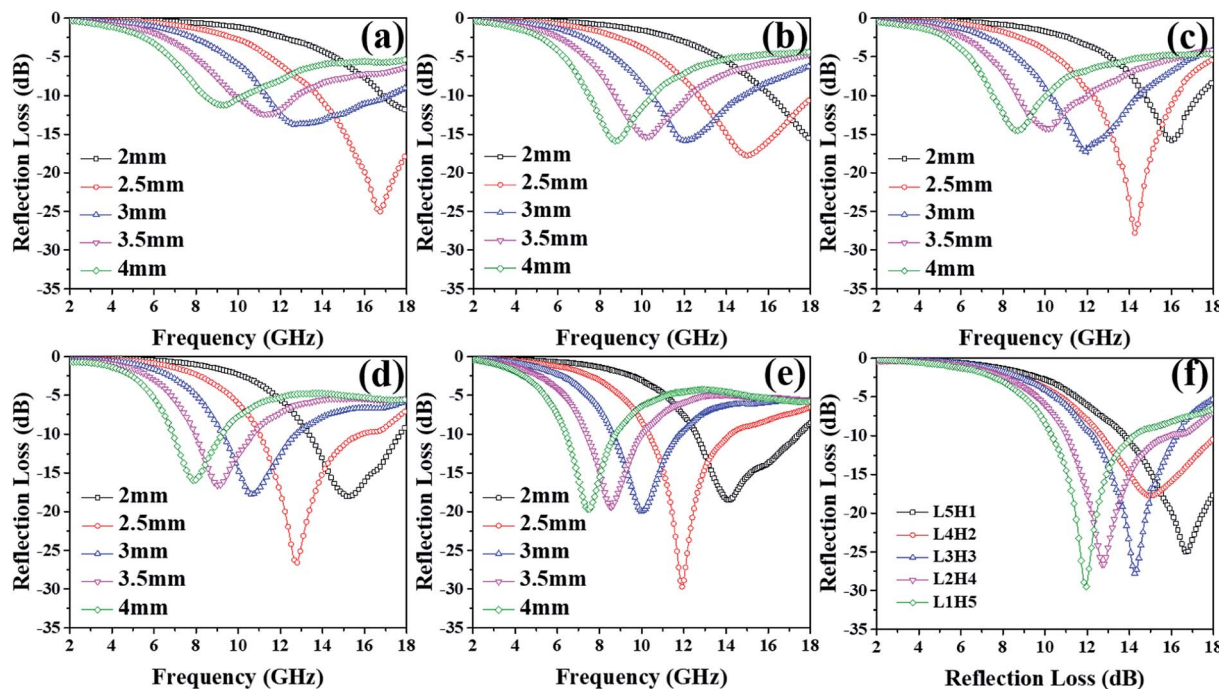 (a)
Reflection Loss (dB)
0
-5
-10
-15
-20
-25
-30
-35
2mm
2.5mm
3mm
3.5mm
4mm
2 4 6 8 10 12 14 16 18
Frequency (GHz)
(b)
Reflection Loss (dB)
0
-5
-10
-15
-20
-25
-30
-35
2mm
2.5mm
3mm
3.5mm
4mm
2 4 6 8 10 12 14 16 18
Frequency (GHz)
(c)
Reflection Loss (dB)
0
-5
-10
-15
-20
-25
-30
-35
2mm
2.5mm
3mm
3.5mm
4mm
2 4 6 8 10 12 14 16 18
Frequency (GHz)
(d)
Reflection Loss (dB)
0
-5
-10
-15
-20
-25
-30
-35
2mm
2.5mm
3mm
3.5mm
4mm
2 4 6 8 10 12 14 16 18
Frequency (GHz)
(e)
Reflection Loss (dB)
0
-5
-10
-15
-20
-25
-30
-35
2mm
2.5mm
3mm
3.5mm
4mm
2 4 6 8 10 12 14 16 18
Frequency (GHz)
(f)
Reflection Loss (dB)
0
-5
-10
-15
-20
-25
-30
-35
L5H1
L4H2
L3H3
L2H4
L1H5
2 4 6 8 10 12 14 16 18
Reflection Loss (dB)